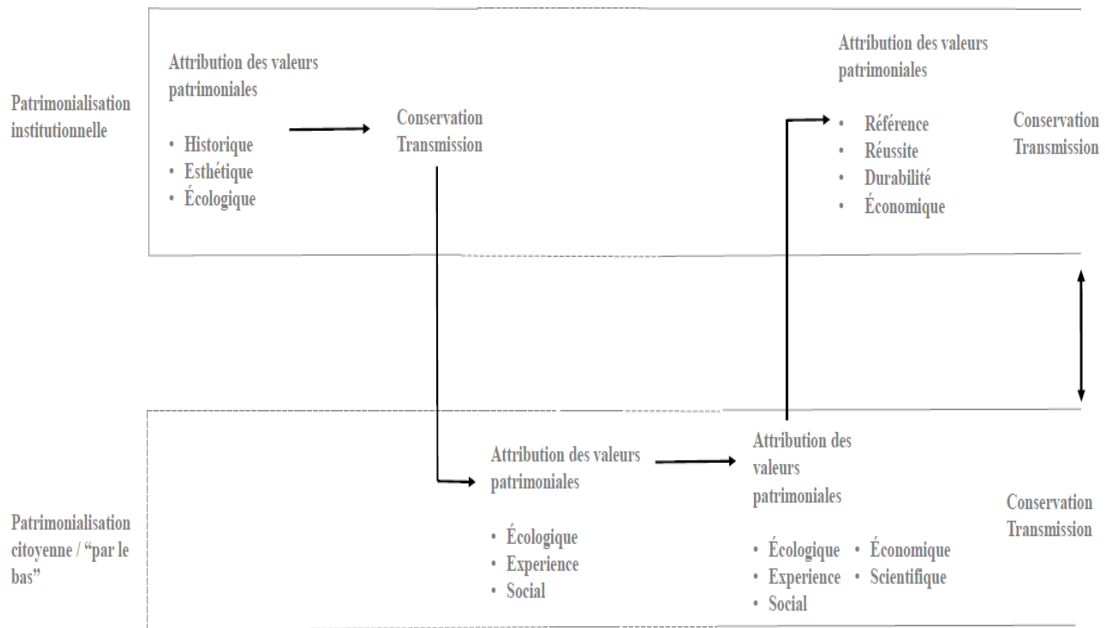 Patrimonialisation
institutionnelle
Attribution des valeurs
patrimoniales
• Historique
• Esthétique
• Écologique
Conservation
Transmission
Attribution des valeurs
patrimoniales
• Référence
• Réussite
• Durabilité
• Économique
Conservation
Transmission
Patrimonialisation
citoyenne / “par le
bas”
Attribution des valeurs
patrimoniales
• Écologique
• Experience
• Social
Attribution des
valeurs
patrimoniales
• Écologique • Économique
• Experience • Scientifique
• Social
Conservation
Transmission